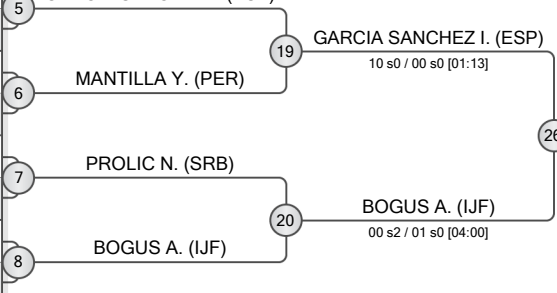 5
19
GARCIA SANCHEZ I. (ESP)
10 s0 / 00 s0 [01:13]
MANTILLA Y. (PER)
6
26
PROLIC N. (SRB)
7
20
BOGUS A. (IJF)
00 s2 / 01 s0 [04:00]
BOGUS A. (IJF)
8